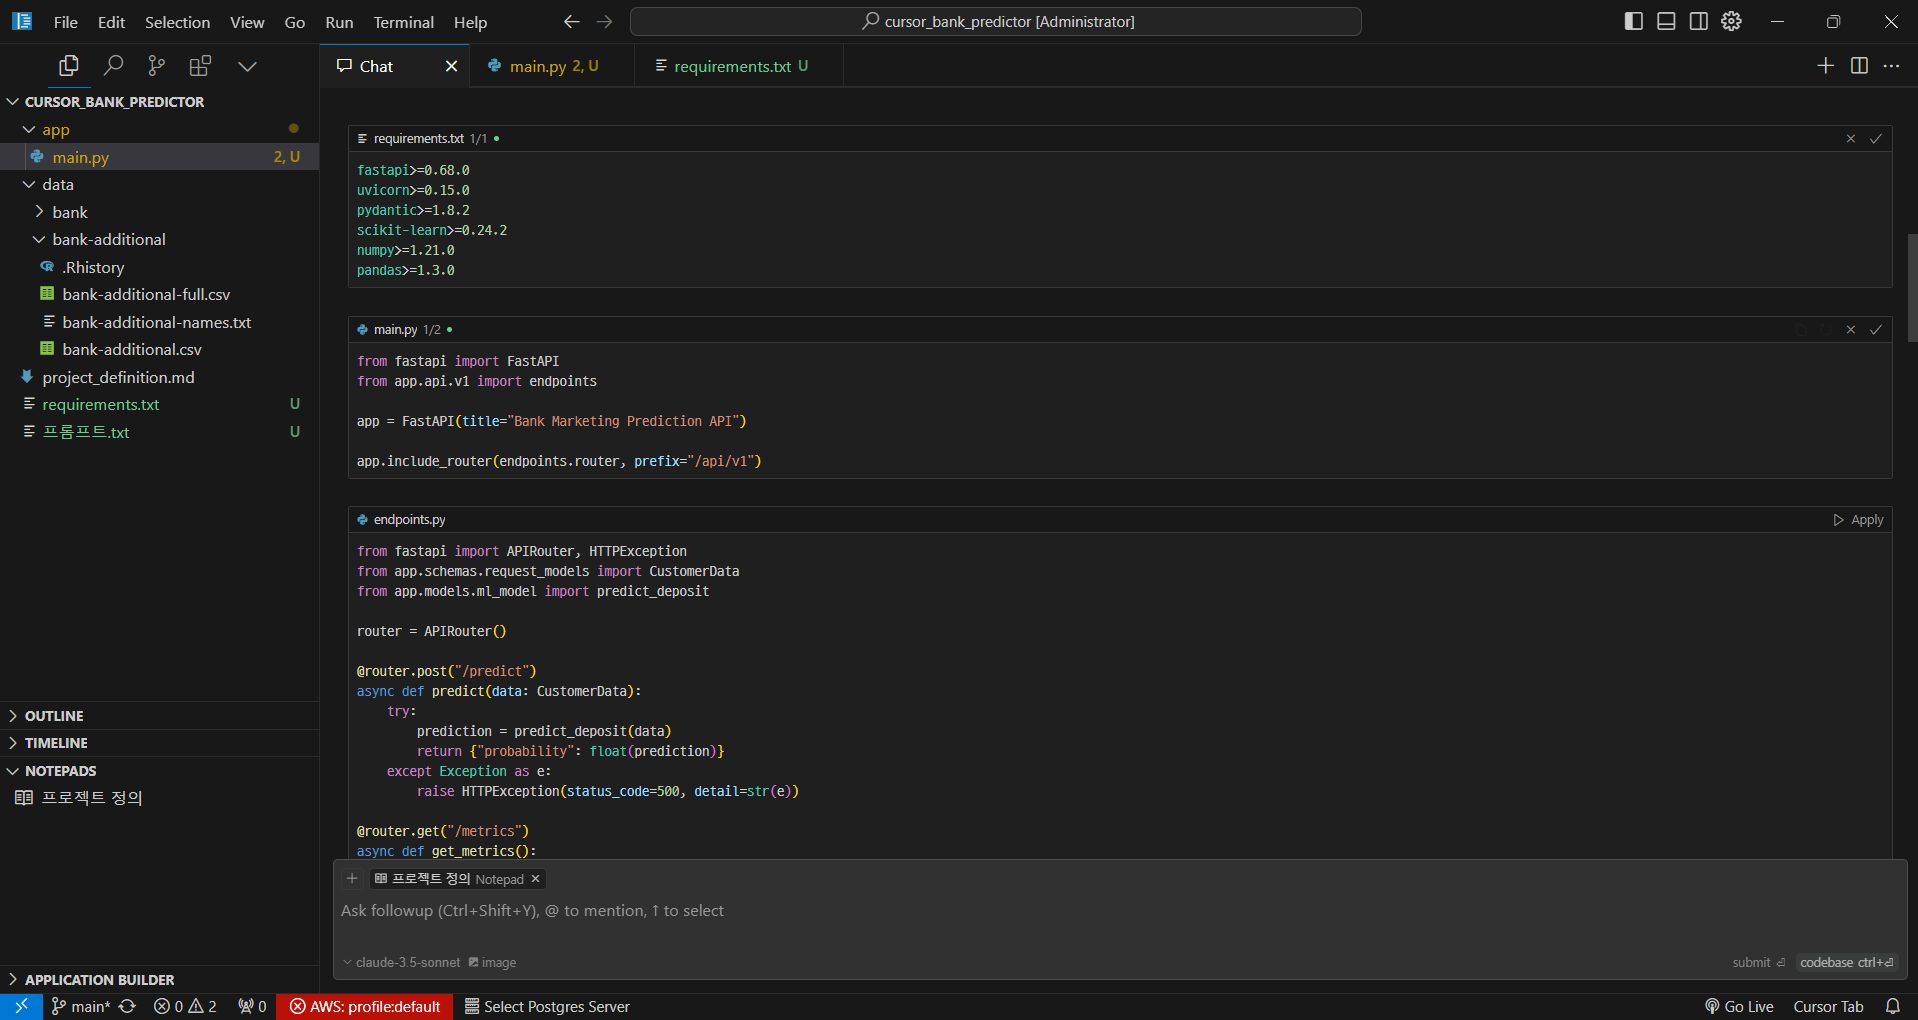 File Edit Selection View Go Run Terminal Help
cursor_bank_predictor [Administrator]
Chat
main.py 2, U
requirements.txt U
CURSOR_BANK_PREDICTOR
app
main.py 2, U
data
bank
bank-additional
.Rhistory
bank-additional-full.csv
bank-additional-names.txt
bank-additional.csv
project_definition.md
requirements.txt U
프롬프트.txt U
OUTLINE
TIMELINE
NOTEPADS
프로젝트 정의
APPLICATION BUILDER
requirements.txt 1/1
fastapi>=0.68.0
uvicorn>=0.15.0
pydantic>=1.8.2
scikit-learn>=0.24.2
numpy>=1.21.0
pandas>=1.3.0
main.py 1/2
from fastapi import FastAPI
from app.api.v1 import endpoints
app = FastAPI(title="Bank Marketing Prediction API")
app.include_router(endpoints.router, prefix="/api/v1")
endpoints.py
Apply
from fastapi import APIRouter, HTTPException
from app.schemas.request_models import CustomerData
from app.models.ml_model import predict_deposit
router = APIRouter()
@router.post("/predict")
async def predict(data: CustomerData):
try:
prediction = predict_deposit(data)
return {"probability": float(prediction)}
except Exception as e:
raise HTTPException(status_code=500, detail=str(e))
@router.get("/metrics")
async def get_metrics():
프로젝트 정의 Notepad
Ask followup (Ctrl+Shift+Y), @ to mention, ↑ to select
claude-3.5-sonnet image
submit ⏎ codebase ctrl+⏎
main* 0 2 0 AWS: profile:default Select Postgres Server
Go Live Cursor Tab